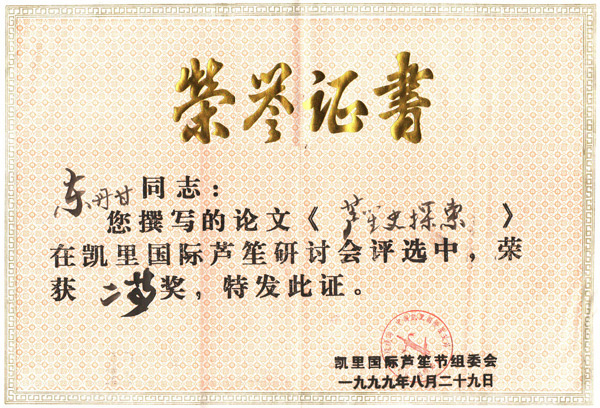 荣誉证书
东丹甘同志：
您撰写的论文《芦笙史探索》
在凯里国际芦笙研讨会评选中，荣
获二等奖，特发此证。
凯里国际芦笙节组委会
一九九九年八月二十九日